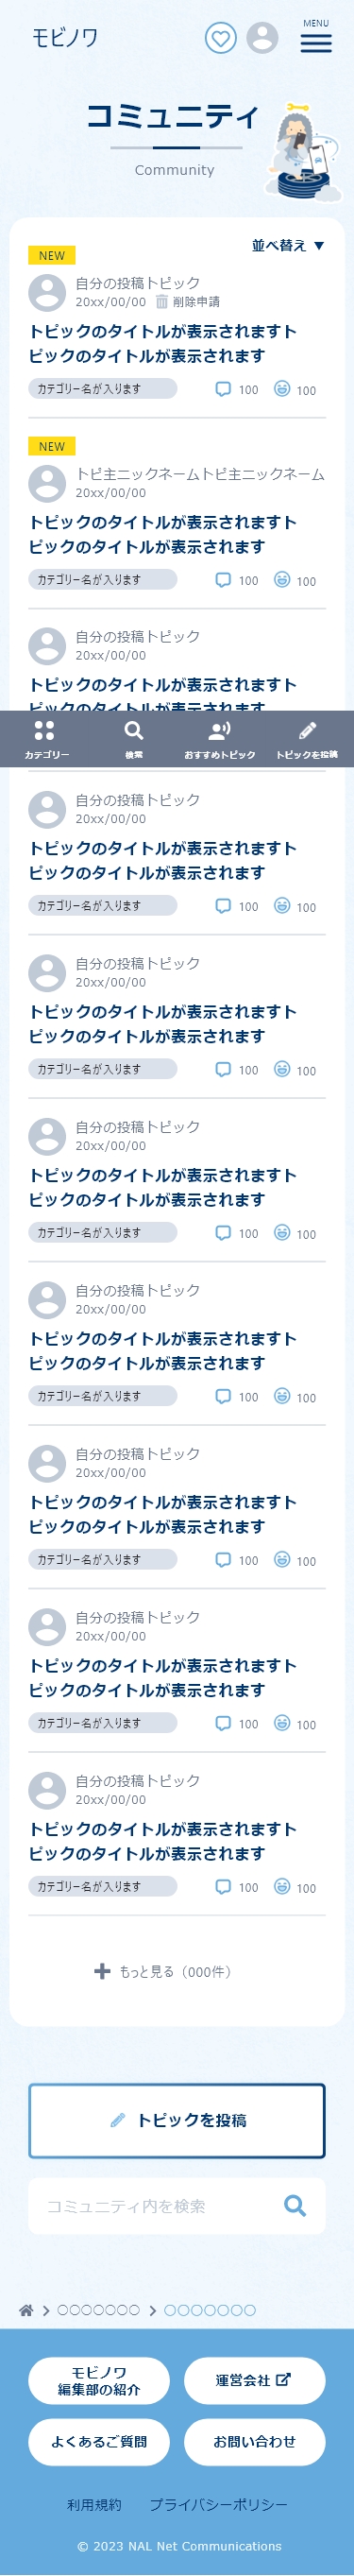 モビノワ
MENU
コミュニティ
Community
並べ替え ▼
NEW
自分の投稿トピック
20xx/00/00 削除申請
トピックのタイトルが表示されますト
ピックのタイトルが表示されます
カテゴリー名が入ります 100 100
NEW
トピ主ニックネームトピ主ニックネーム
20xx/00/00
トピックのタイトルが表示されますト
ピックのタイトルが表示されます
カテゴリー名が入ります 100 100
自分の投稿トピック
20xx/00/00
トピックのタイトルが表示されますト
ピックのタイトルが表示されます
カテゴリー 検索 おすすめトピック トピックを投稿
自分の投稿トピック
20xx/00/00
トピックのタイトルが表示されますト
ピックのタイトルが表示されます
カテゴリー名が入ります 100 100
自分の投稿トピック
20xx/00/00
トピックのタイトルが表示されますト
ピックのタイトルが表示されます
カテゴリー名が入ります 100 100
自分の投稿トピック
20xx/00/00
トピックのタイトルが表示されますト
ピックのタイトルが表示されます
カテゴリー名が入ります 100 100
自分の投稿トピック
20xx/00/00
トピックのタイトルが表示されますト
ピックのタイトルが表示されます
カテゴリー名が入ります 100 100
自分の投稿トピック
20xx/00/00
トピックのタイトルが表示されますト
ピックのタイトルが表示されます
カテゴリー名が入ります 100 100
自分の投稿トピック
20xx/00/00
トピックのタイトルが表示されますト
ピックのタイトルが表示されます
カテゴリー名が入ります 100 100
自分の投稿トピック
20xx/00/00
トピックのタイトルが表示されますト
ピックのタイトルが表示されます
カテゴリー名が入ります 100 100
もっと見る（000件）
トピックを投稿
コミュニティ内を検索
〇〇〇〇〇〇〇 〇〇〇〇〇〇〇
モビノワ
編集部の紹介
運営会社
よくあるご質問 お問い合わせ
利用規約 プライバシーポリシー
© 2023 NAL Net Communications